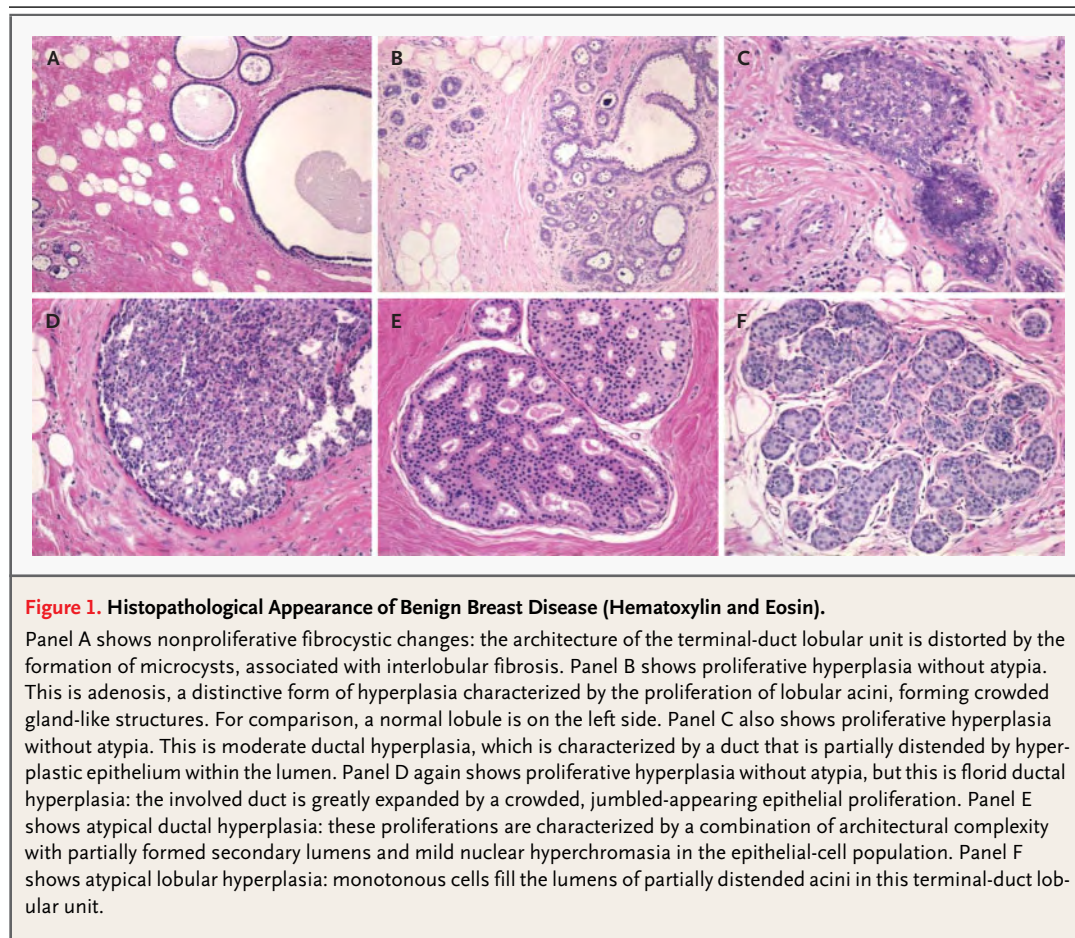 A
B
C
D
E
F
Figure 1. Histopathological Appearance of Benign Breast Disease (Hematoxylin and Eosin).
Panel A shows nonproliferative fibrocystic changes: the architecture of the terminal-duct lobular unit is distorted by the
formation of microcysts, associated with interlobular fibrosis. Panel B shows proliferative hyperplasia without atypia.
This is adenosis, a distinctive form of hyperplasia characterized by the proliferation of lobular acini, forming crowded
gland-like structures. For comparison, a normal lobule is on the left side. Panel C also shows proliferative hyperplasia
without atypia. This is moderate ductal hyperplasia, which is characterized by a duct that is partially distended by hyper-
plastic epithelium within the lumen. Panel D again shows proliferative hyperplasia without atypia, but this is florid ductal
hyperplasia: the involved duct is greatly expanded by a crowded, jumbled-appearing epithelial proliferation. Panel E
shows atypical ductal hyperplasia: these proliferations are characterized by a combination of architectural complexity
with partially formed secondary lumens and mild nuclear hyperchromasia in the epithelial-cell population. Panel F
shows atypical lobular hyperplasia: monotonous cells fill the lumens of partially distended acini in this terminal-duct lob-
ular unit.